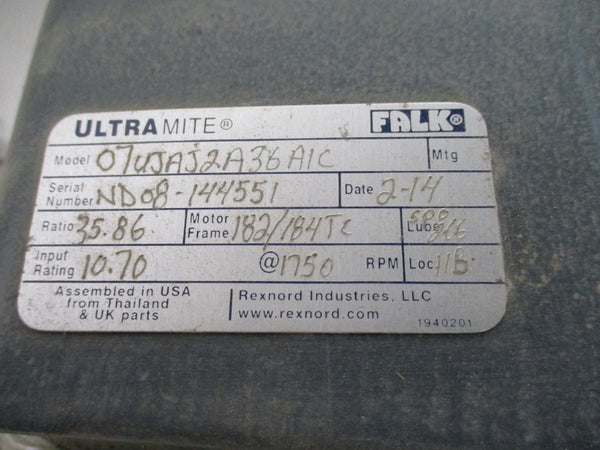 ULTRAMITE® FALK®
Model 07UJAJ2A36A1C Mtg
Serial Number ND08-144551 Date 2-14
Ratio 35.86 Motor Frame 182/184TC Lube
Input Rating 10.70 @1750 RPM Loc 11B
Assembled in USA
from Thailand
& UK parts
Rexnord Industries, LLC
www.rexnord.com
1940201